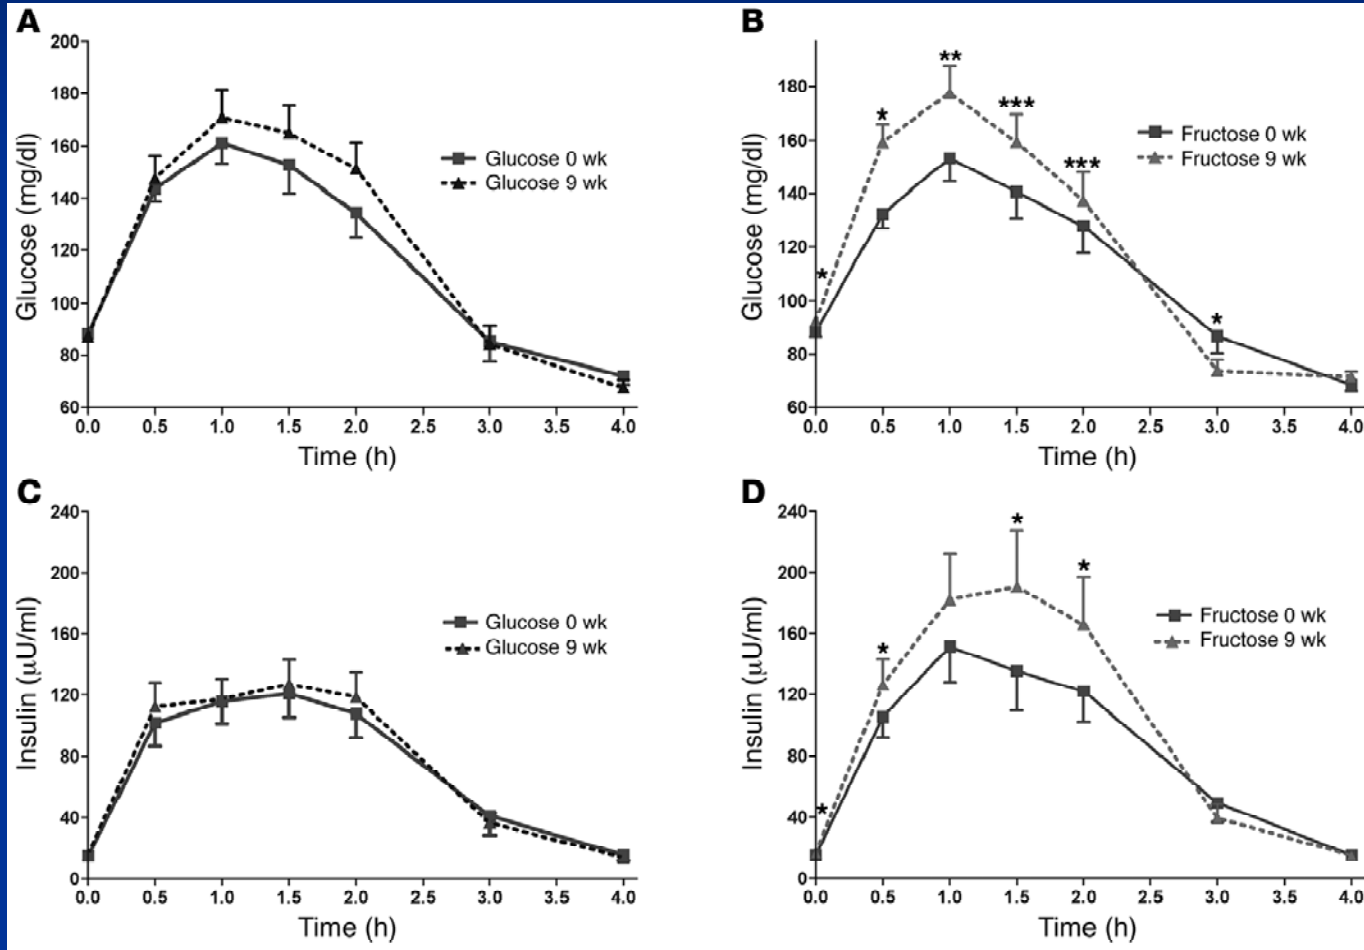 A
Glucose (mg/dl)
200
180
160
140
120
100
80
60
0.0 0.5 1.0 1.5 2.0 2.5 3.0 3.5 4.0
Time (h)
Glucose 0 wk
Glucose 9 wk
B
Glucose (mg/dl)
180
160
140
120
100
80
60
* * ** *** *** *
0.0 0.5 1.0 1.5 2.0 2.5 3.0 3.5 4.0
Time (h)
Fructose 0 wk
Fructose 9 wk
C
Insulin (μU/ml)
240
200
160
120
80
40
0
0.0 0.5 1.0 1.5 2.0 2.5 3.0 3.5 4.0
Time (h)
Glucose 0 wk
Glucose 9 wk
D
Insulin (μU/ml)
240
200
160
120
80
40
0
* * * *
0.0 0.5 1.0 1.5 2.0 2.5 3.0 3.5 4.0
Time (h)
Fructose 0 wk
Fructose 9 wk